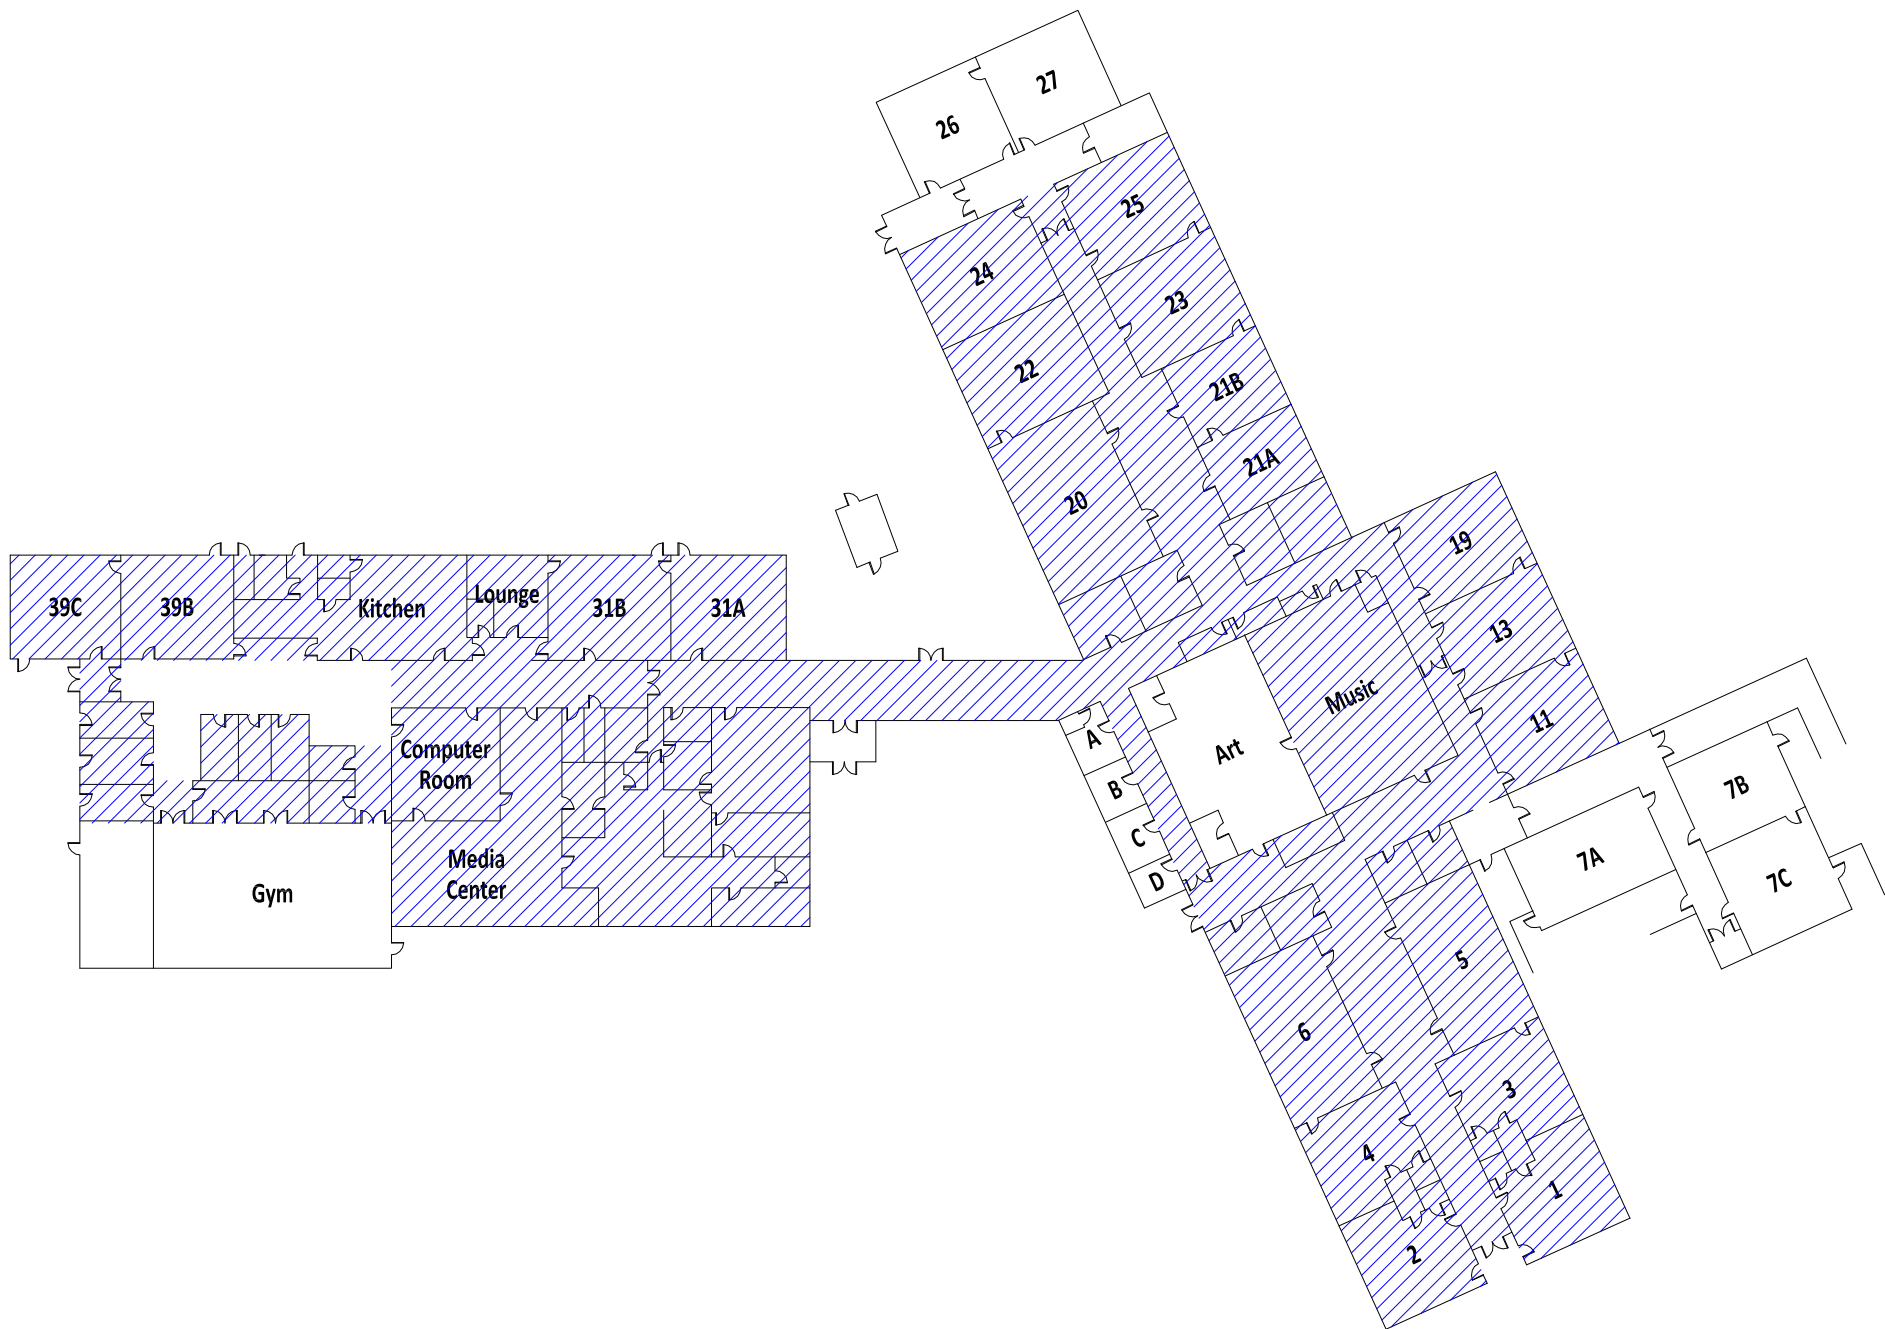 27
26
25
24
23
22
21B
21A
20
19
13
11
Music
Art
A
B
C
D
39C
39B
Kitchen
Lounge
31B
31A
Computer
Room
Media
Center
Gym
7B
7A
7C
5
6
3
4
1
2